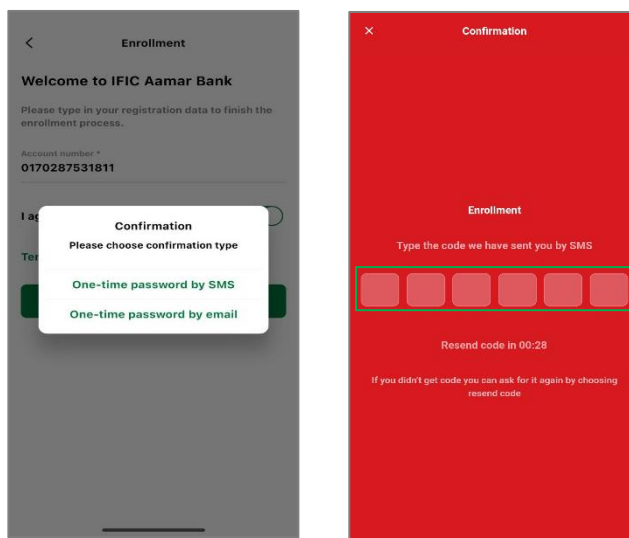 Enrollment
Welcome to IFIC Aamar Bank
Please type in your registration data to finish the
enrollment process.
Account number *
0170287531811
I ag
Ter
Confirmation
Please choose confirmation type
One-time password by SMS
One-time password by email
Confirmation
Enrollment
Type the code we have sent you by SMS
Resend code in 00:28
If you didn't get code you can ask for it again by choosing
resend code